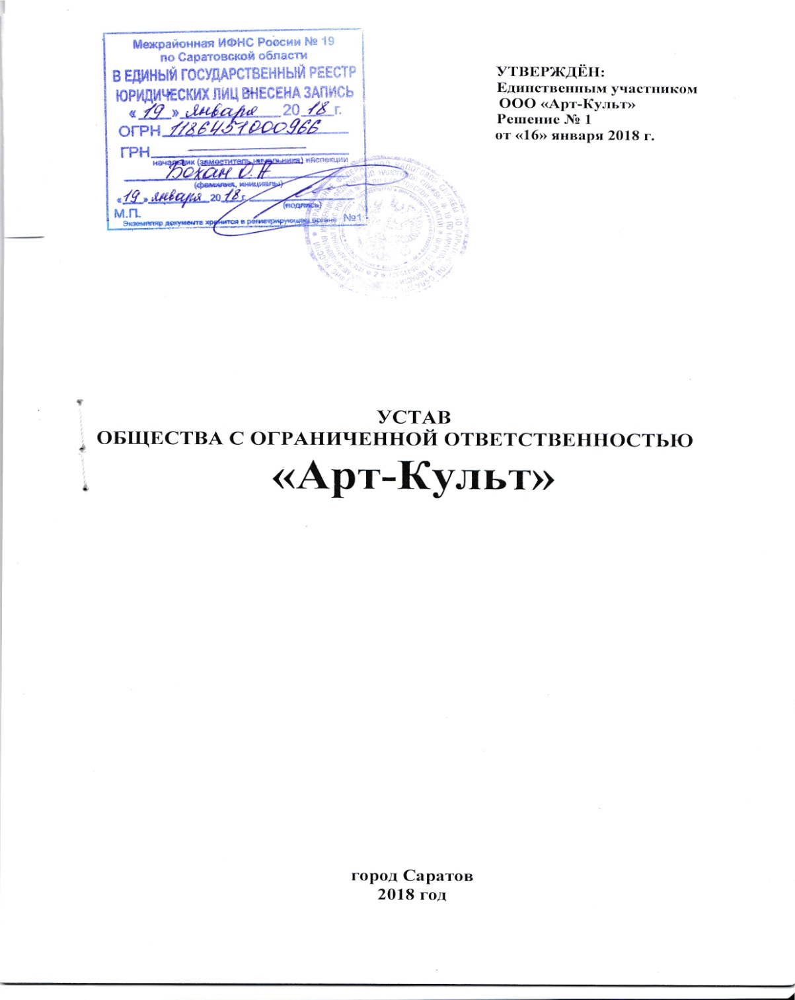 Межрайонная ИФНС России № 19
по Саратовской области
В ЕДИНЫЙ ГОСУДАРСТВЕННЫЙ РЕЕСТР
ЮРИДИЧЕСКИХ ЛИЦ ВНЕСЕНА ЗАПИСЬ
« 19 » января 20 18 г.
ОГРН 1186451000966
ГРН
начальник (заместитель начальника) инспекции
Бохан О.А
(фамилия, инициалы)
« 19 » января 20 18 г.
(подпись)
М.П.
Экземпляр документа хранится в регистрирующем органе №1
УТВЕРЖДЁН:
Единственным участником
ООО «Арт-Культ»
Решение № 1
от «16» января 2018 г.
УСТАВ
ОБЩЕСТВА С ОГРАНИЧЕННОЙ ОТВЕТСТВЕННОСТЬЮ
«Арт-Культ»
город Саратов
2018 год